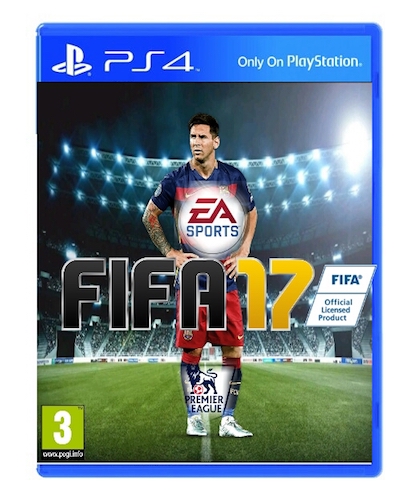 PS4
Only On PlayStation®
EA
SPORTS
FIFA 17
FIFA®
Official
Licensed
Product
PREMIER
LEAGUE
3
www.pegi.info